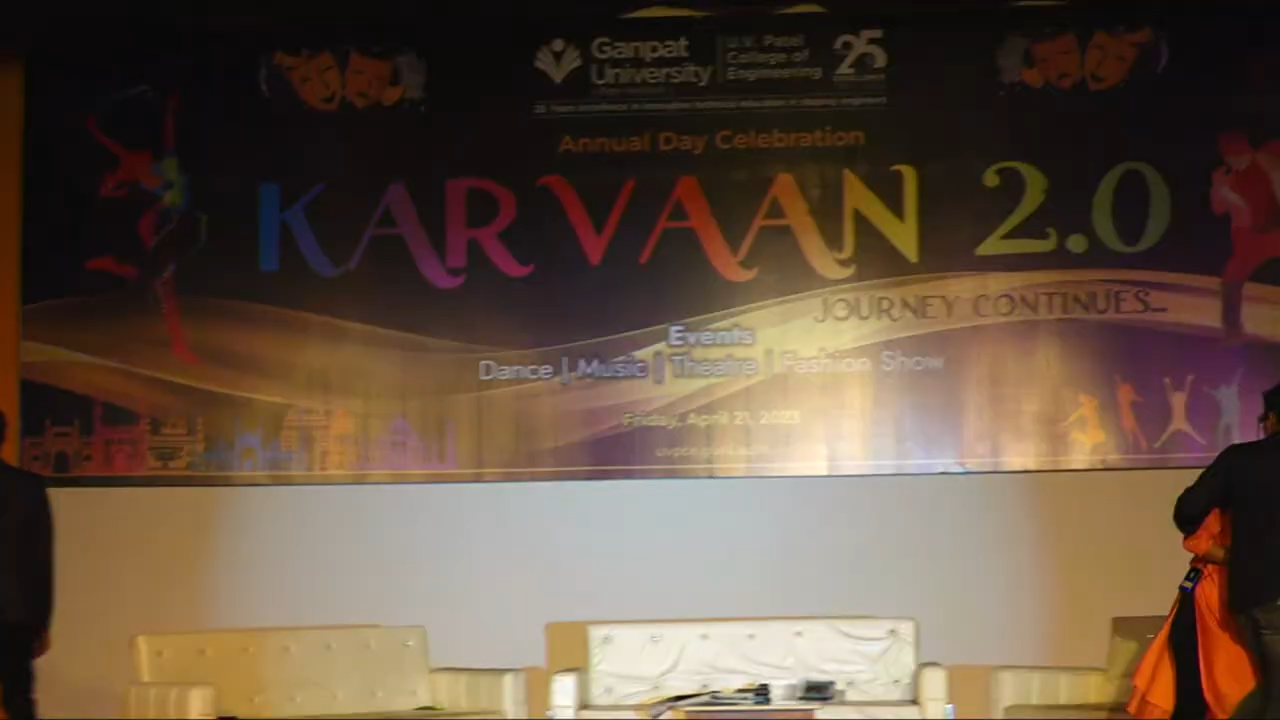 Ganpat
University
U.V. Patel
College of
Engineering
25
Annual Day Celebration
KARVAAN 2.0
JOURNEY CONTINUES...
Events
Dance | Music | Theatre | Fashion Show
Friday, April 21, 2023